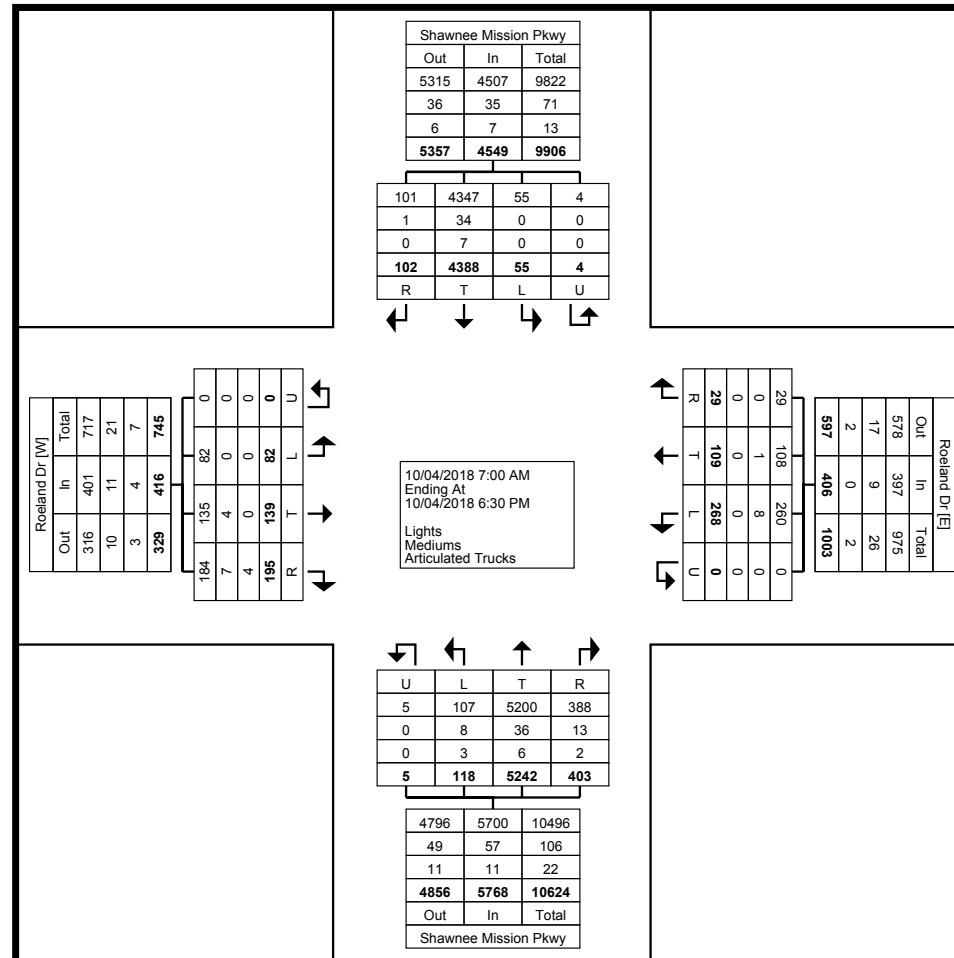 Shawnee Mission Pkwy
Out In Total
5315 4507 9822
36 35 71
6 7 13
5357 4549 9906
101 4347 55 4
1 34 0 0
0 7 0 0
102 4388 55 4
R T L U
Roeland Dr [W]
Total In Out
717 401 316
21 11 10
7 4 3
745 416 329
0 82 135 184
0 0 4 7
0 0 0 4
0 82 139 195
U L T R
10/04/2018 7:00 AM
Ending At
10/04/2018 6:30 PM
Lights
Mediums
Articulated Trucks
R T L U
29 109 268 0
0 0 0 0
0 1 8 0
29 108 260 0
597 406 1003
2 0 2
17 9 26
578 397 975
Out In Total
Roeland Dr [E]
U L T R
5 107 5200 388
0 8 36 13
0 3 6 2
5 118 5242 403
4796 5700 10496
49 57 106
11 11 22
4856 5768 10624
Out In Total
Shawnee Mission Pkwy